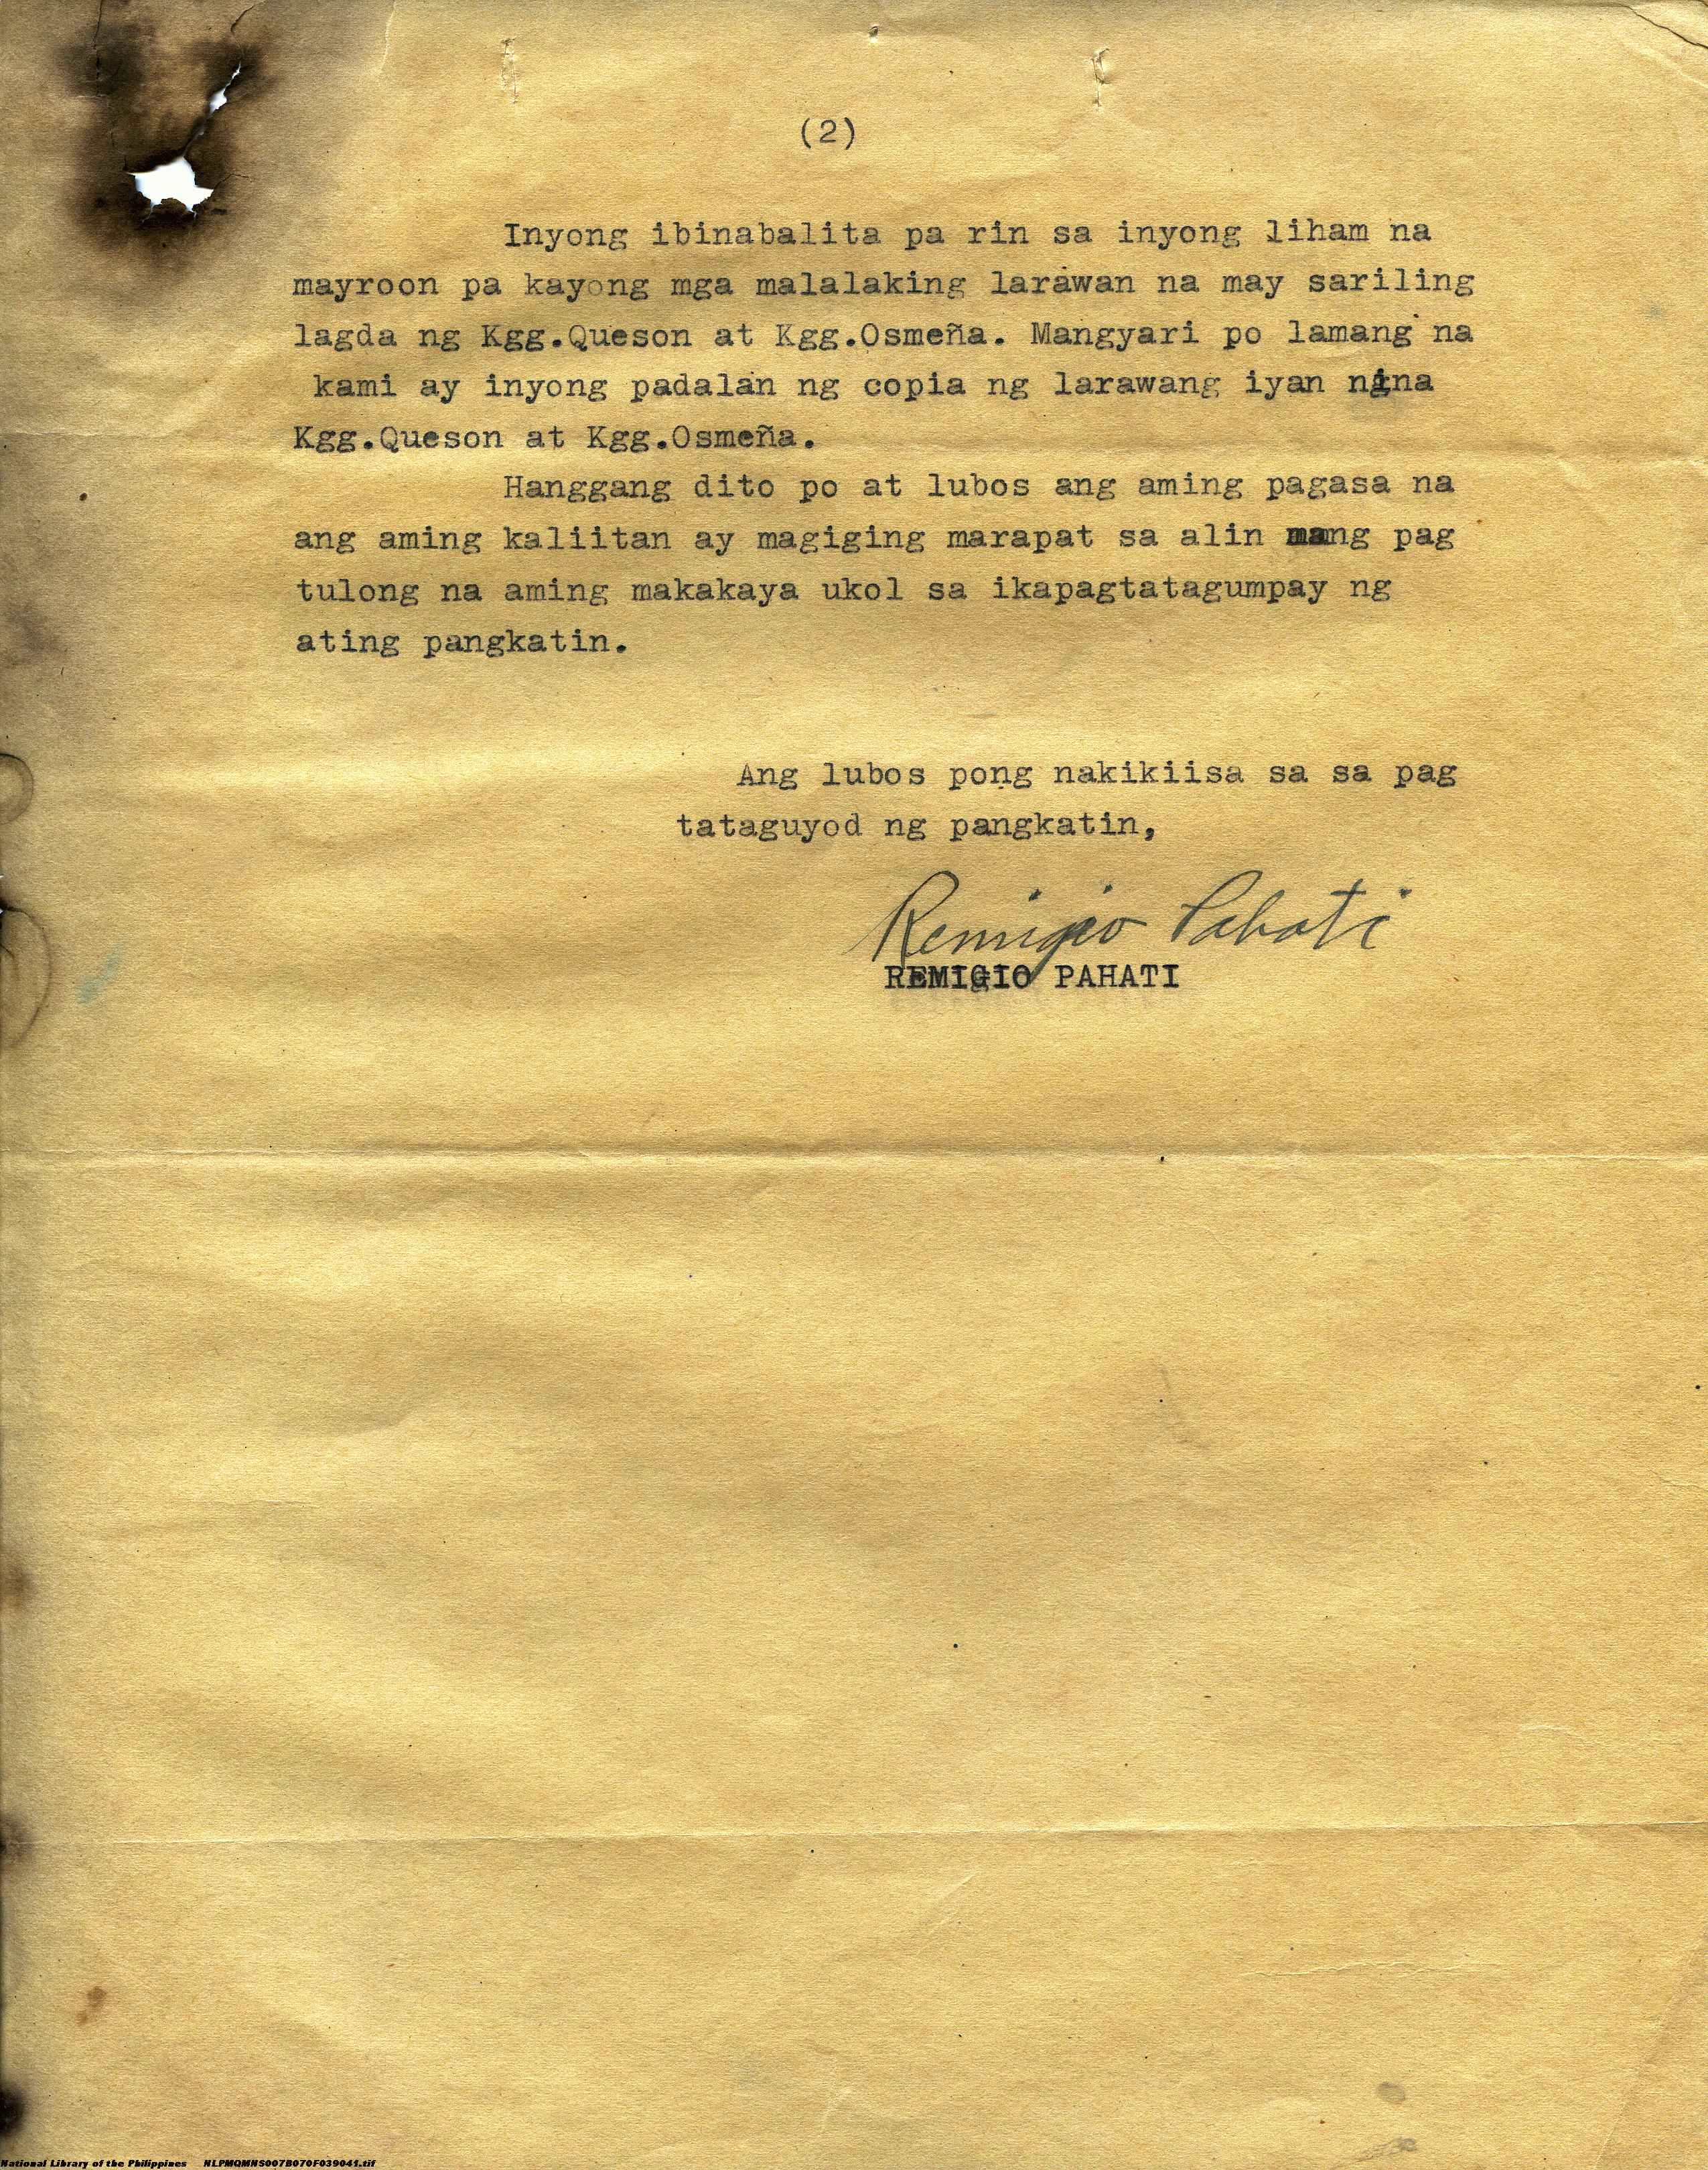 (2)
Inyong ibinabalita pa rin sa inyong liham na
mayroon pa kayong mga malalaking larawan na may sariling
lagda ng Kgg.Queson at Kgg.Osmeña. Mangyari po lamang na
kami ay inyong padalan ng copia ng larawang iyan nina
Kgg.Queson at Kgg.Osmeña.
Hanggang dito po at lubos ang aming pagasa na
ang aming kaliitan ay magiging marapat sa alin mang pag
tulong na aming makakaya ukol sa ikapagtatagumpay ng
ating pangkatin.
Ang lubos pong nakikiisa sa sa pag
tataguyod ng pangkatin,
Remigio Pahati
REMIGIO PAHATI
National Library of the Philippines NLPMQMNS007B070F039041.tif